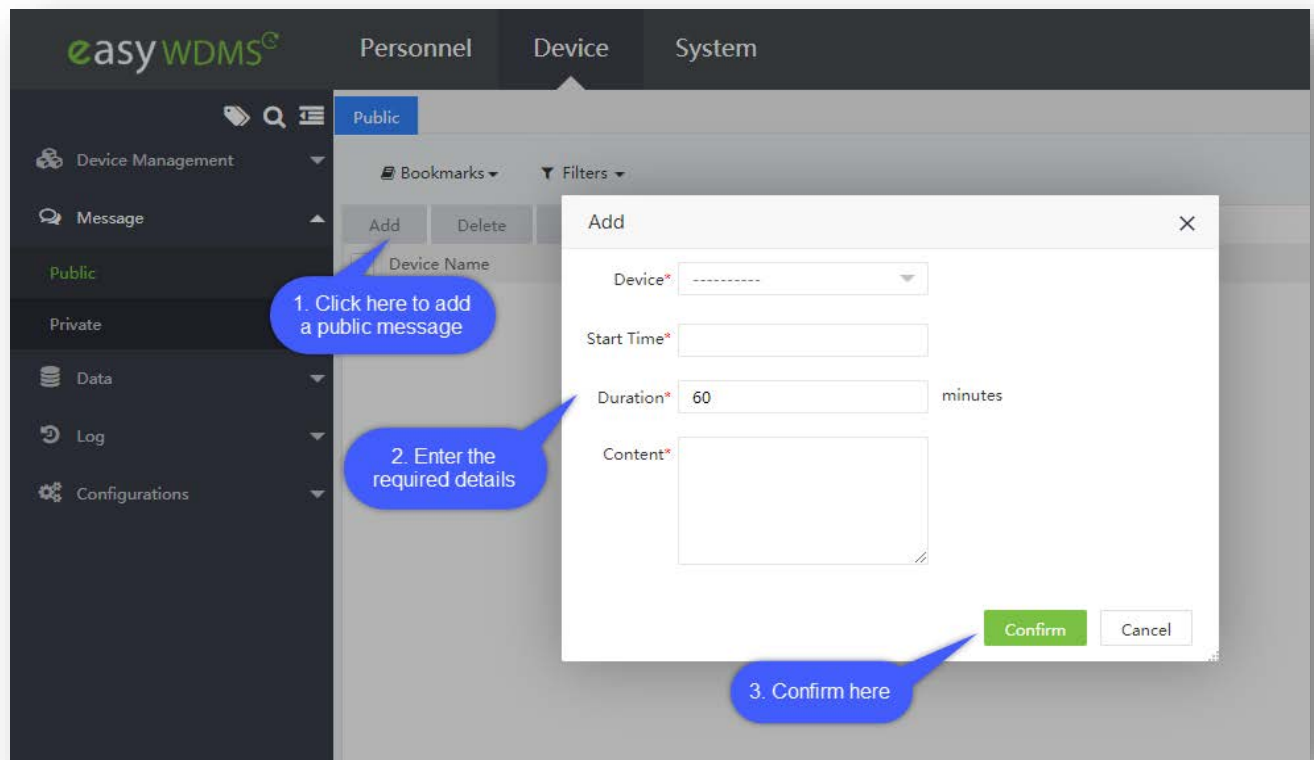 easy WDMS
Personnel
Device
System
Public
Device Management
Bookmarks
Filters
Message
Add
Delete
Add
Device Name
Public
Device*
----------
1. Click here to add
a public message
Private
Start Time*
Data
Duration*
60
minutes
Log
2. Enter the
required details
Content*
Configurations
Confirm
Cancel
3. Confirm here